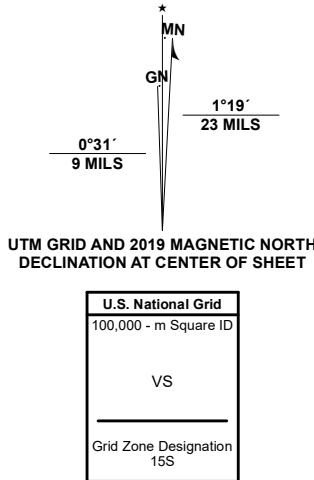 MN
GN
1°19´
23 MILS
0°31´
9 MILS
UTM GRID AND 2019 MAGNETIC NORTH
DECLINATION AT CENTER OF SHEET
U.S. National Grid
100,000 - m Square ID
VS
Grid Zone Designation
15S